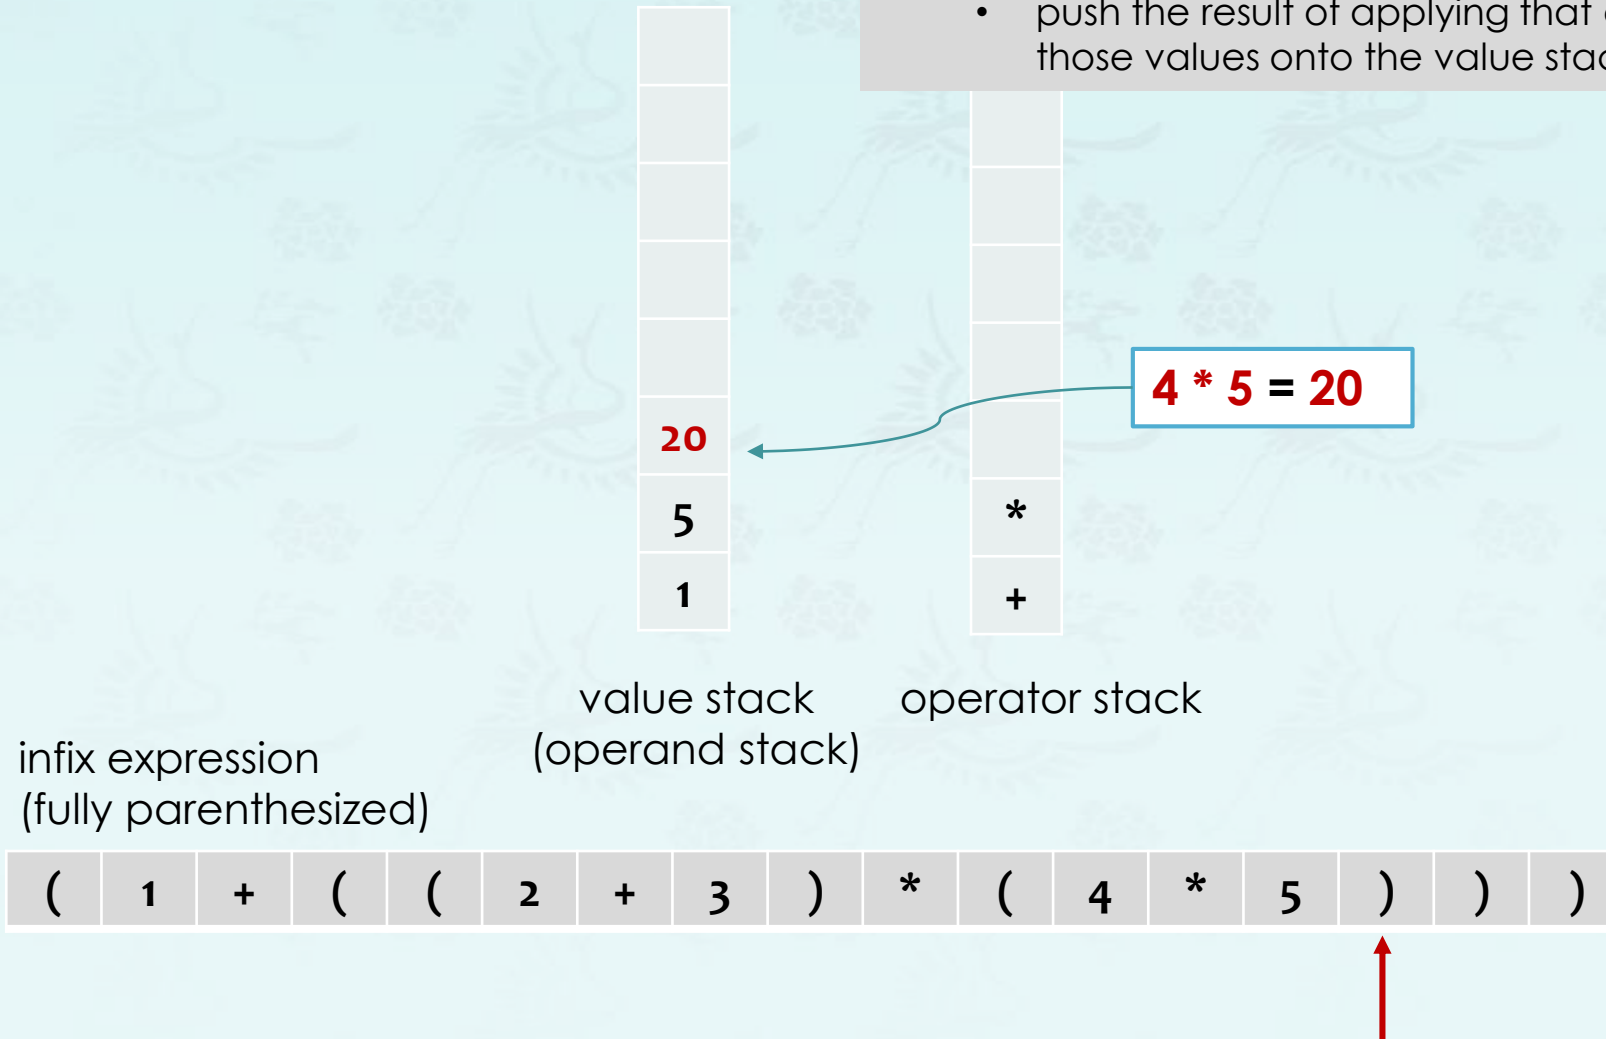 • push the result of applying that
those values onto the value stac
4 * 5 = 20
20
5 *
1 +
value stack operator stack
(operand stack)
infix expression
(fully parenthesized)
( 1 + ( ( 2 + 3 ) * ( 4 * 5 ) ) )